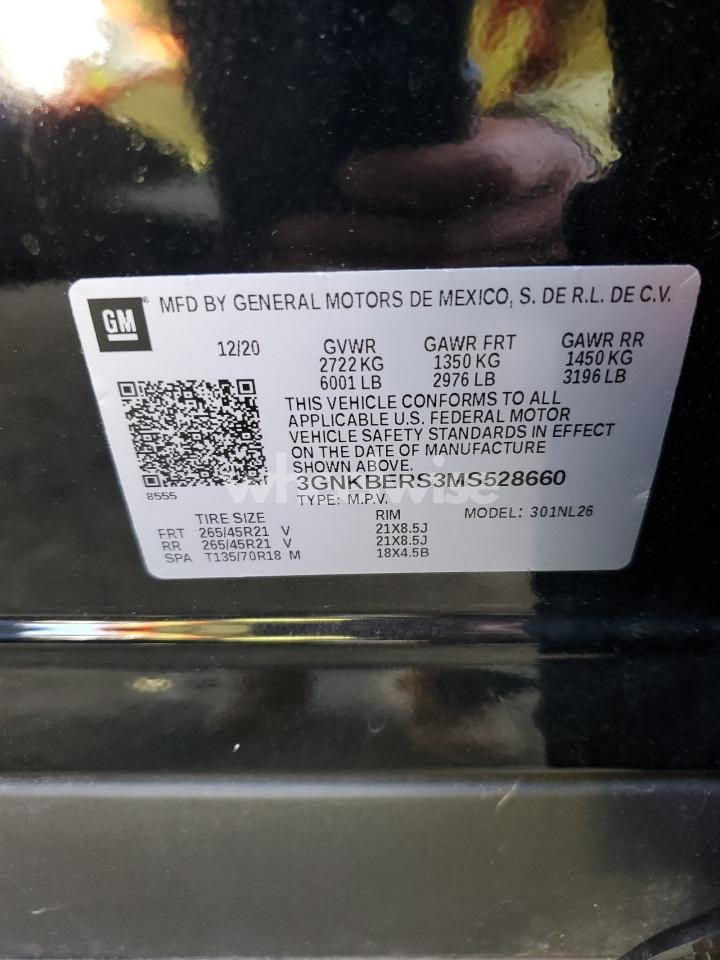 GM ® MFD BY GENERAL MOTORS DE MEXICO, S. DE R.L. DE C.V.
12/20 GVWR GAWR FRT GAWR RR
2722 KG 1350 KG 1450 KG
6001 LB 2976 LB 3196 LB
THIS VEHICLE CONFORMS TO ALL
APPLICABLE U.S. FEDERAL MOTOR
VEHICLE SAFETY STANDARDS IN EFFECT
ON THE DATE OF MANUFACTURE
SHOWN ABOVE.
3GNKBERS3MS528660
8555 TYPE: M.P.V.
TIRE SIZE RIM MODEL: 301NL26
FRT 265/45R21 V 21X8.5J
RR 265/45R21 V 21X8.5J
SPA T135/70R18 M 18X4.5B